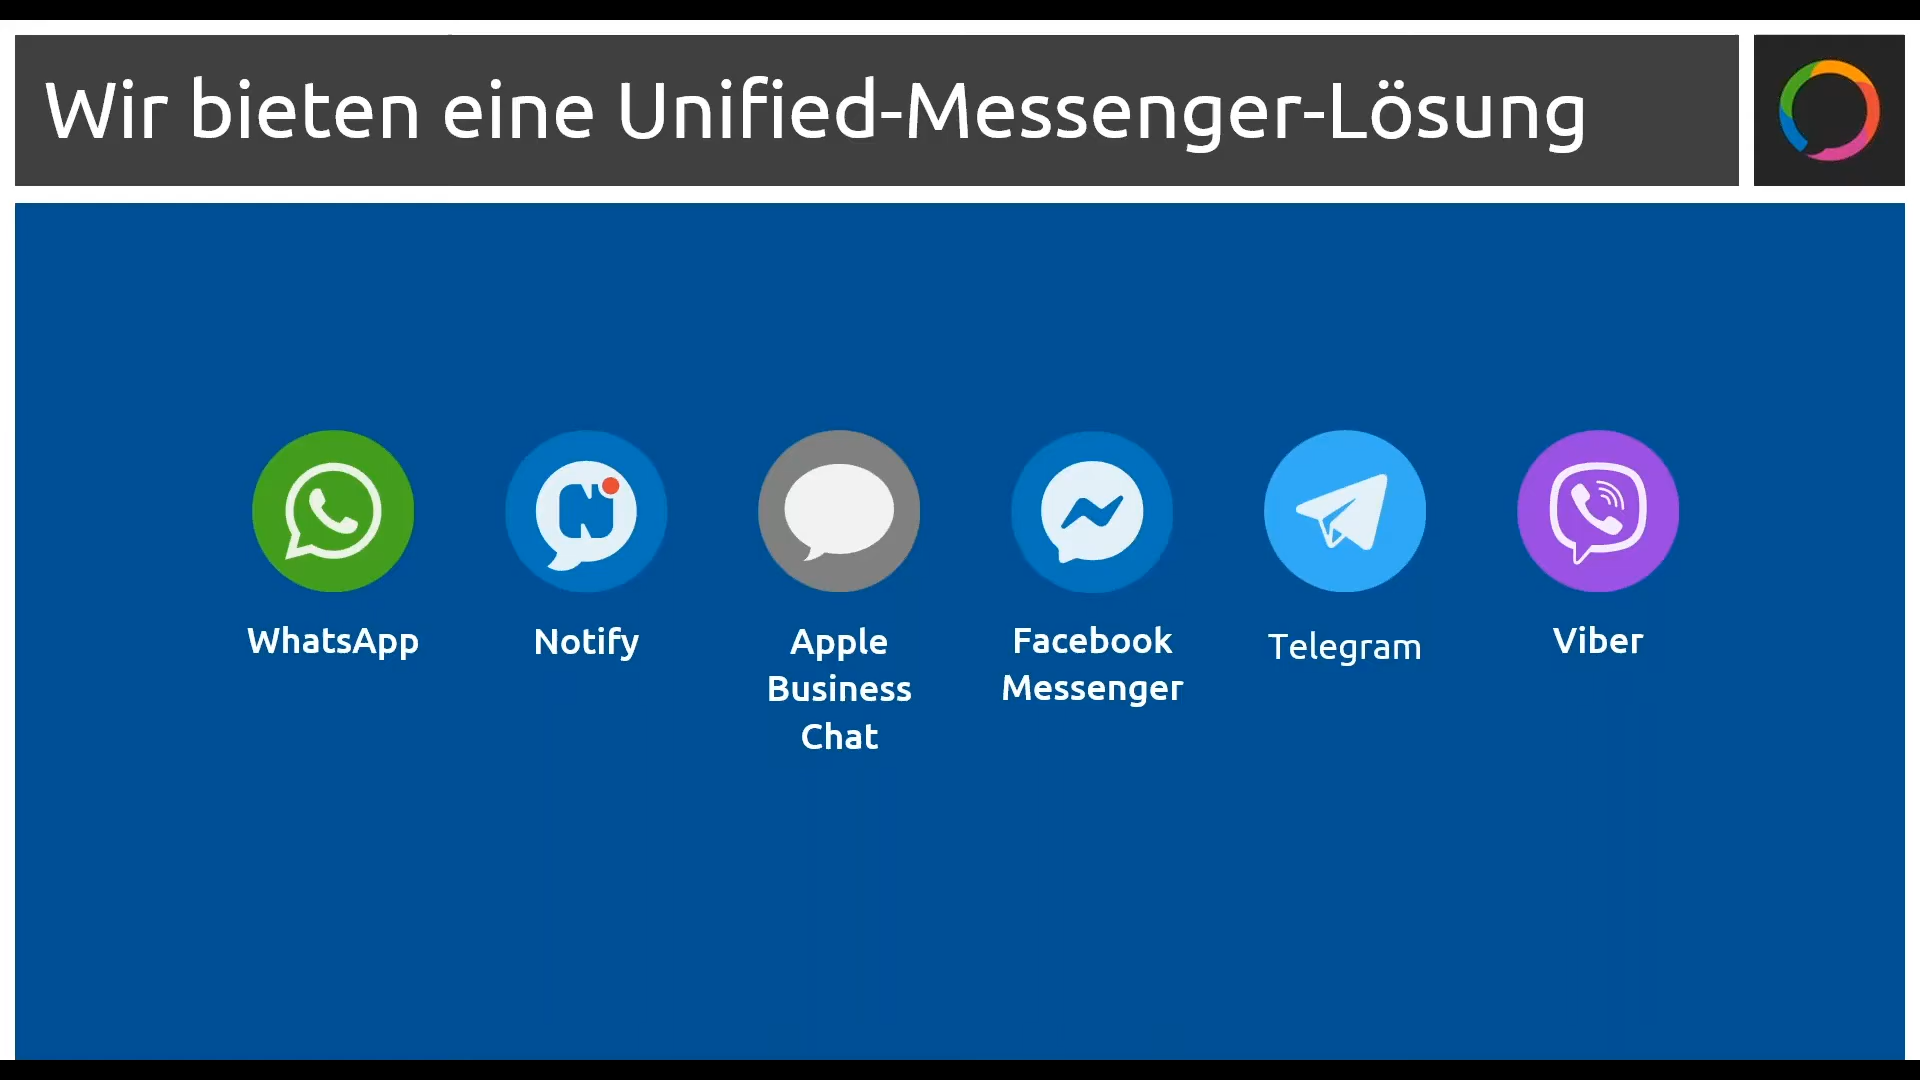 Wir bieten eine Unified-Messenger-Lösung
WhatsApp
Notify
Apple
Business
Chat
Facebook
Messenger
Telegram
Viber